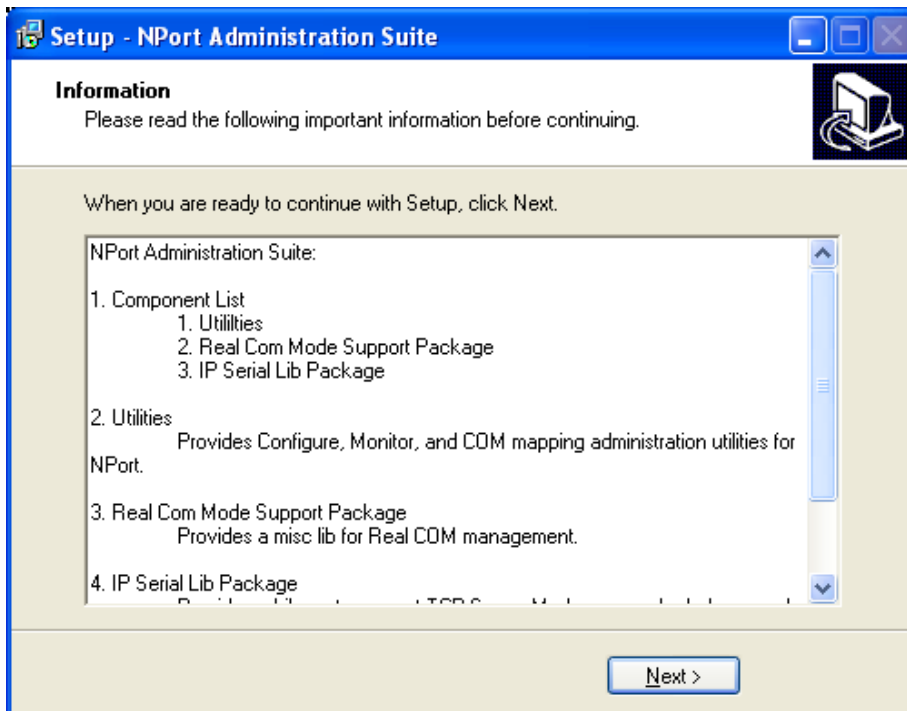 Setup - NPort Administration Suite
Information
Please read the following important information before continuing.
When you are ready to continue with Setup, click Next.
NPort Administration Suite:
1. Component List
1. Utililties
2. Real Com Mode Support Package
3. IP Serial Lib Package
2. Utilities
Provides Configure, Monitor, and COM mapping administration utilities for
NPort.
3. Real Com Mode Support Package
Provides a misc lib for Real COM management.
4. IP Serial Lib Package
Next >